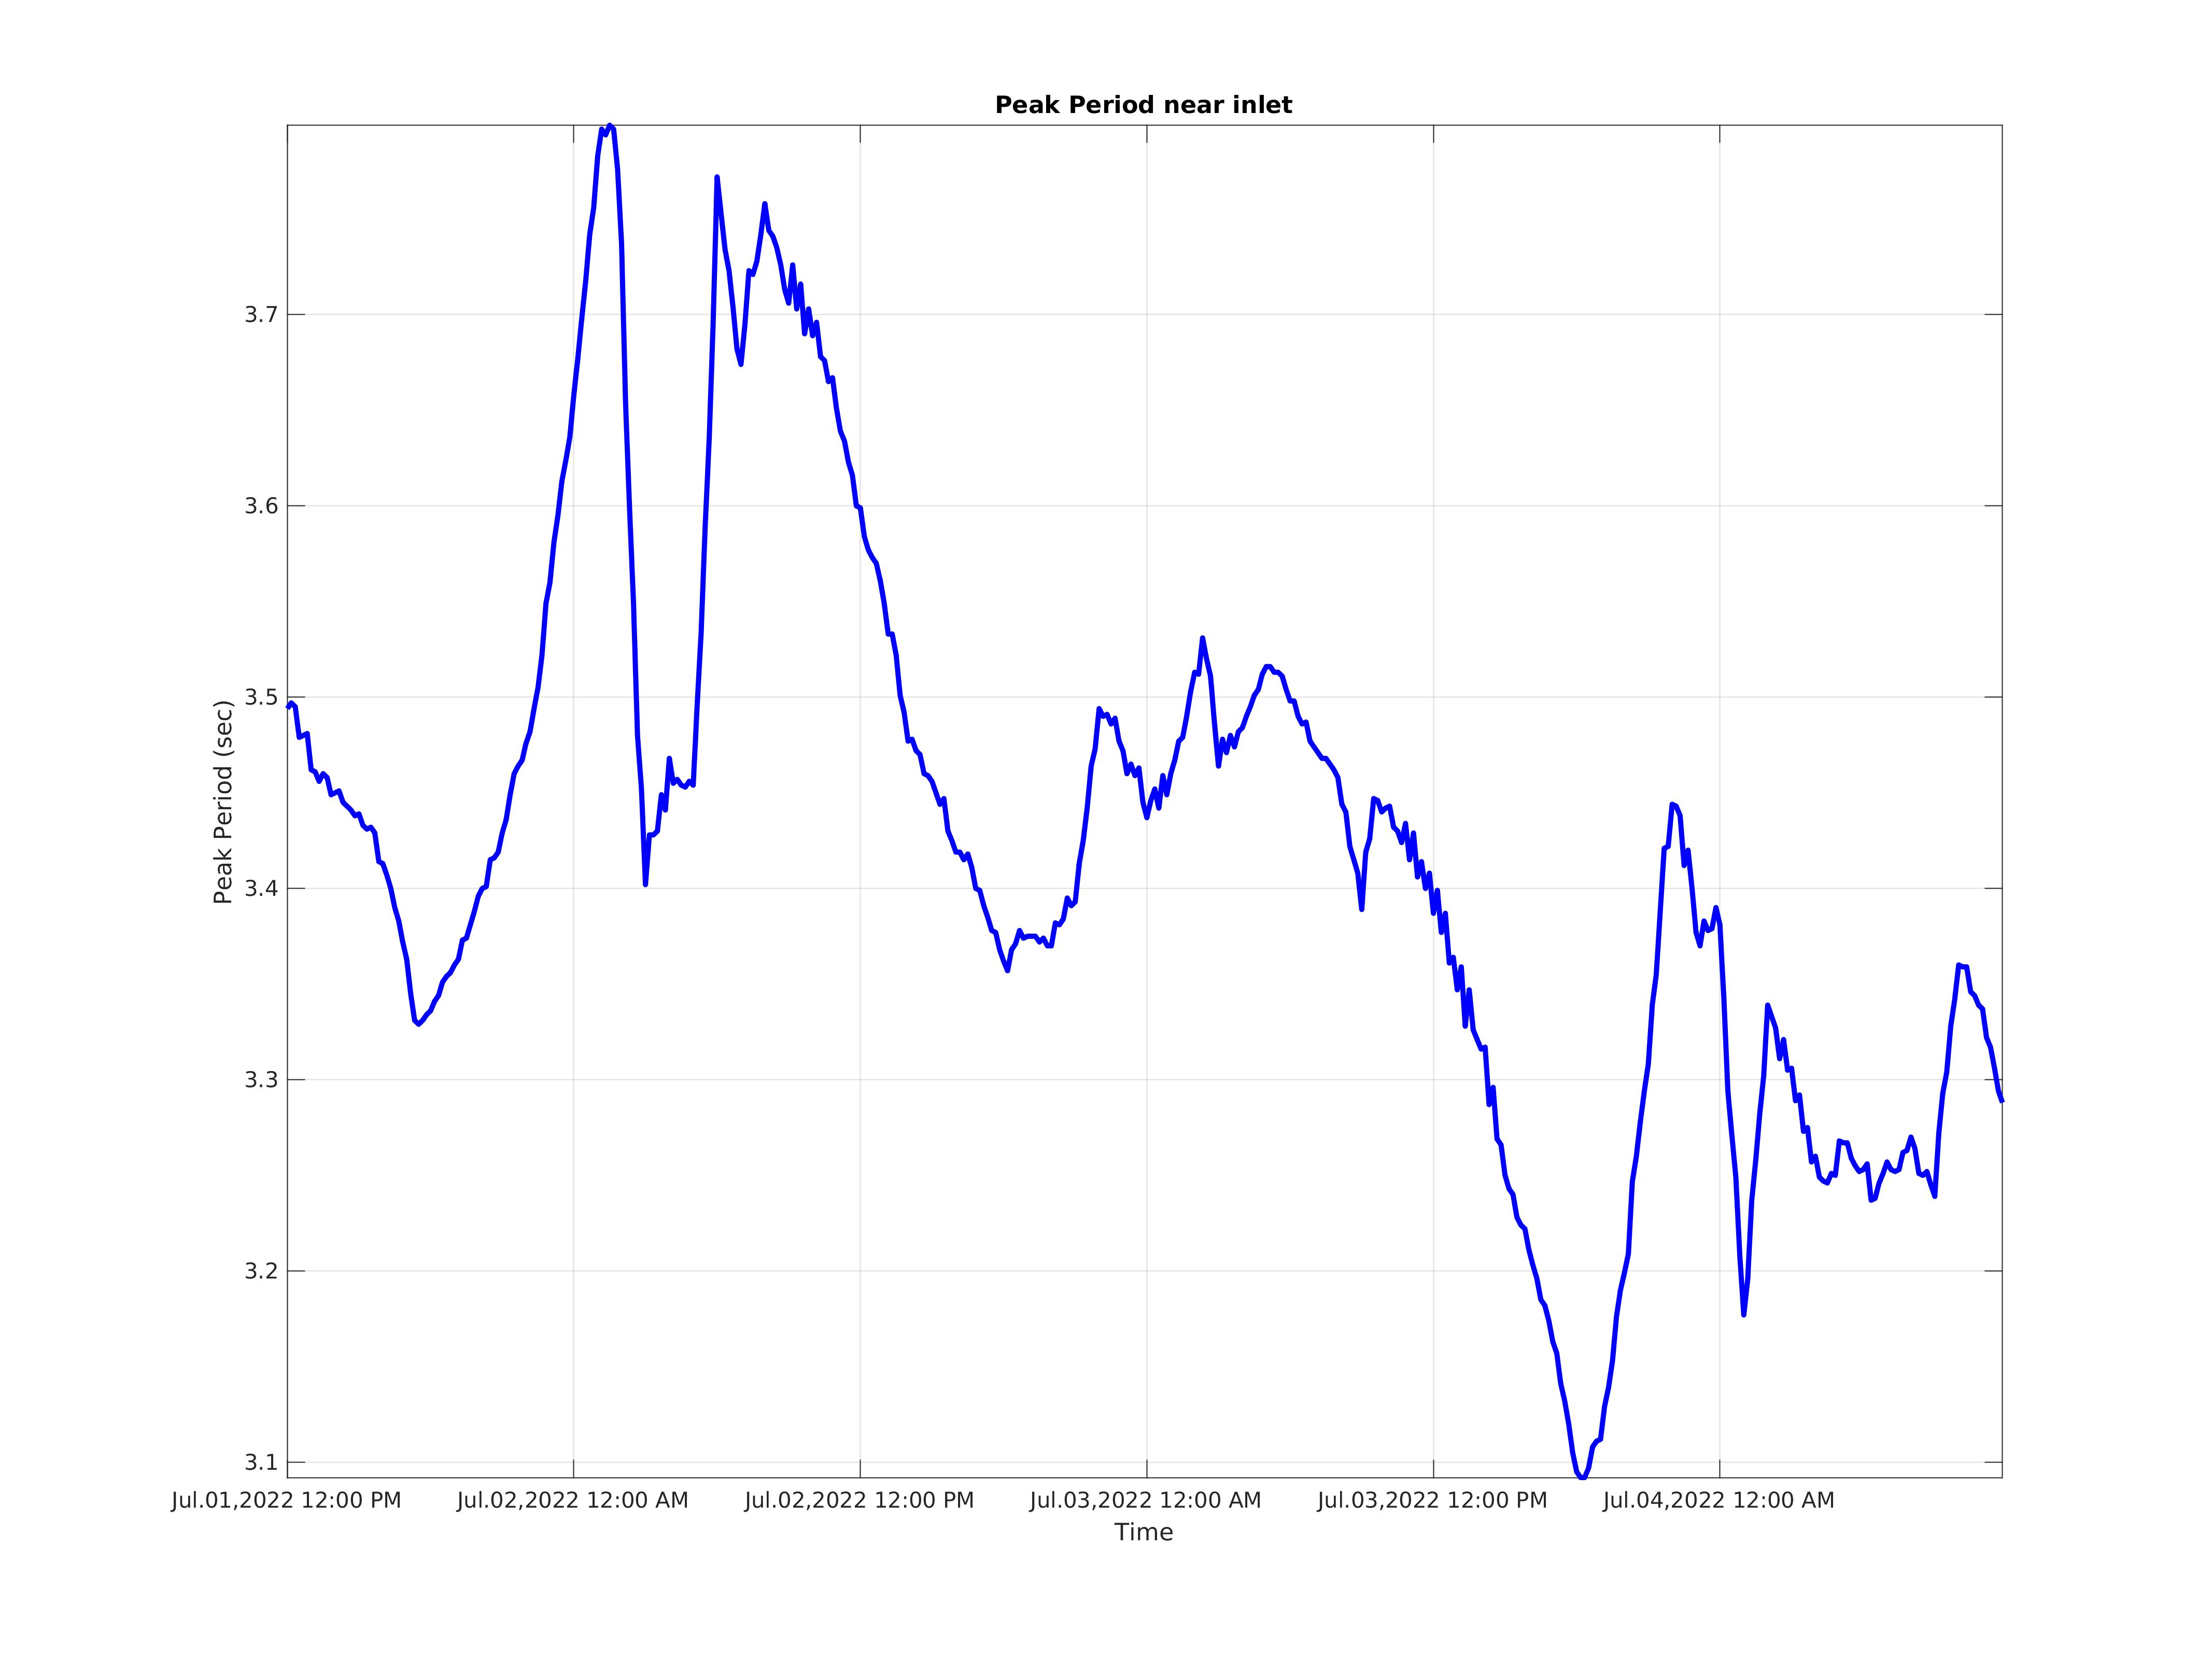 Peak Period near inlet
3.7
3.6
3.5
3.4
3.3
3.2
3.1
Peak Period (sec)
Jul.01,2022 12:00 PM
Jul.02,2022 12:00 AM
Jul.02,2022 12:00 PM
Jul.03,2022 12:00 AM
Jul.03,2022 12:00 PM
Jul.04,2022 12:00 AM
Time